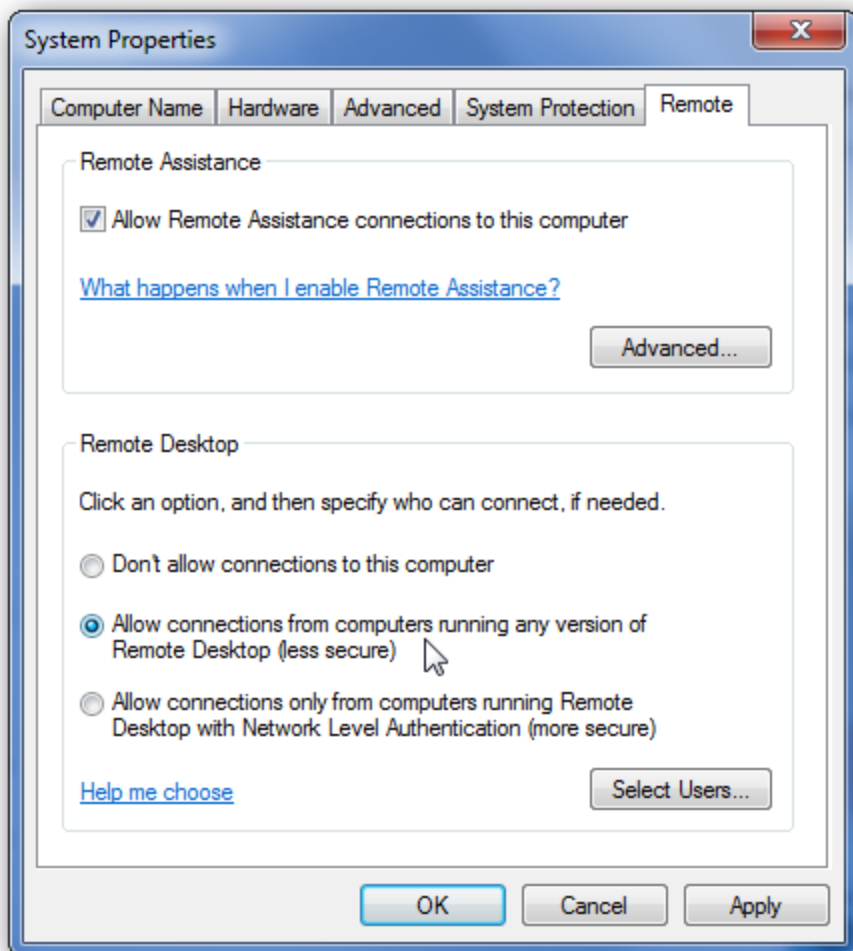 System Properties
Computer Name Hardware Advanced System Protection Remote
Remote Assistance
Allow Remote Assistance connections to this computer
What happens when I enable Remote Assistance?
Advanced...
Remote Desktop
Click an option, and then specify who can connect, if needed.
Don't allow connections to this computer
Allow connections from computers running any version of
Remote Desktop (less secure)
Allow connections only from computers running Remote
Desktop with Network Level Authentication (more secure)
Help me choose
Select Users...
OK Cancel Apply